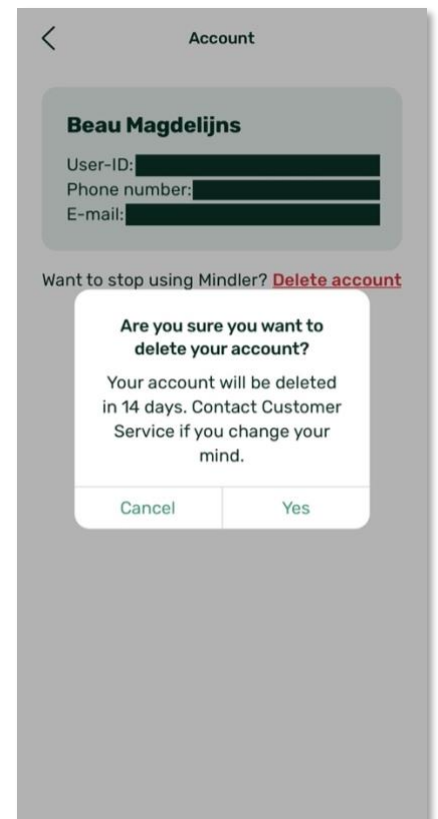 Account
Beau Magdelijns
User-ID:
Phone number:
E-mail:
Want to stop using Mindler? Delete account
Are you sure you want to
delete your account?
Your account will be deleted
in 14 days. Contact Customer
Service if you change your
mind.
Cancel Yes